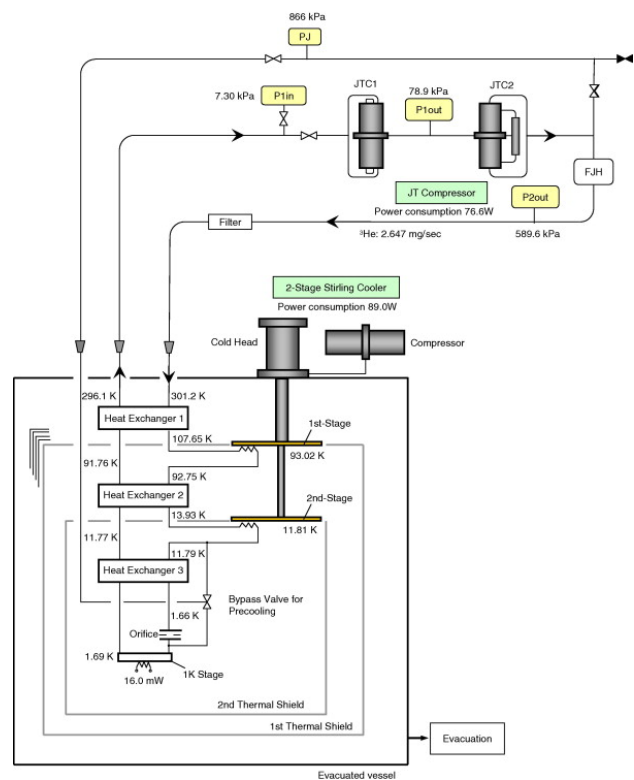 866 kPa
PJ
JTC1
JTC2
7.30 kPa
P1in
78.9 kPa
P1out
FJH
JT Compressor
Power consumption 76.6W
P2out
Filter
³He: 2.647 mg/sec
589.6 kPa
2-Stage Stirling Cooler
Power consumption 89.0W
Cold Head
Compressor
296.1 K
301.2 K
Heat Exchanger 1
1st-Stage
107.65 K
93.02 K
91.76 K
92.75 K
Heat Exchanger 2
2nd-Stage
13.93 K
11.81 K
11.77 K
11.79 K
Heat Exchanger 3
Bypass Valve for
Precooling
1.66 K
Orifice
1.69 K
1K Stage
16.0 mW
2nd Thermal Shield
1st Thermal Shield
Evacuation
Evacuated vessel